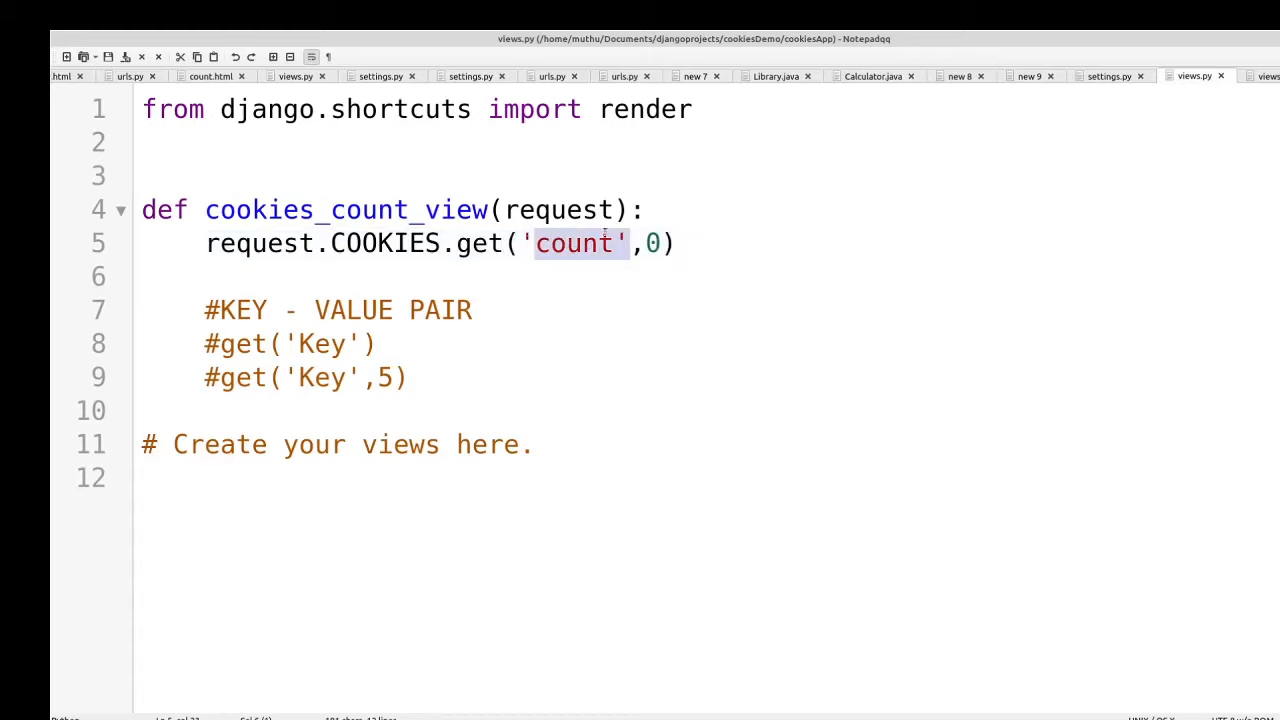 views.py (/home/muthu/Documents/djangoprojects/cookiesDemo/cookiesApp) - Notepadqq
html urls.py count.html views.py settings.py settings.py urls.py urls.py new 7 Library.java Calculator.java new 8 new 9 settings.py views.py views
1 from django.shortcuts import render
2
3
4 def cookies_count_view(request):
5 request.COOKIES.get('count',0)
6
7 #KEY - VALUE PAIR
8 #get('Key')
9 #get('Key',5)
10
11 # Create your views here.
12